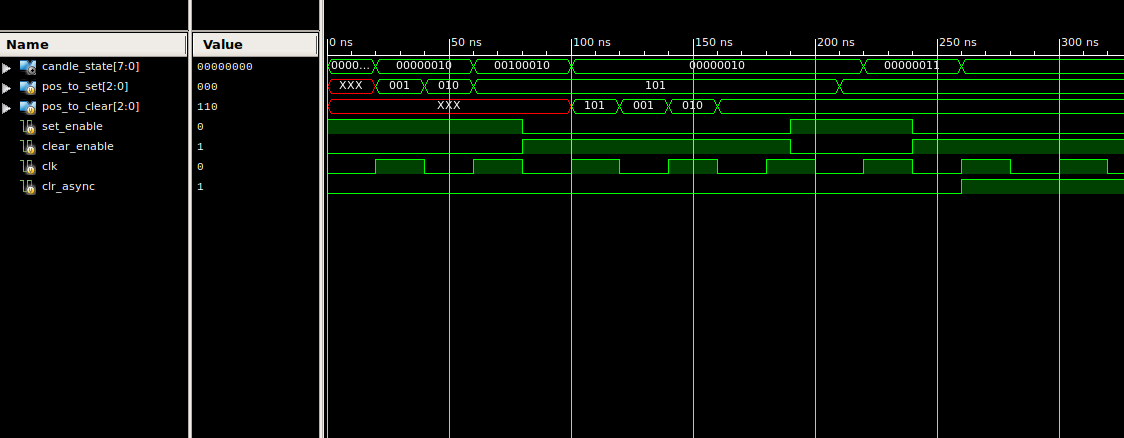 Name Value 0 ns 50 ns 100 ns 150 ns 200 ns 250 ns 300 ns
candle_state[7:0] 00000000 0000... 00000010 00100010 00000010 00000011
pos_to_set[2:0] 000 XXX 001 010 101
pos_to_clear[2:0] 110 XXX 101 001 010
set_enable 0
clear_enable 1
clk 0
clr_async 1